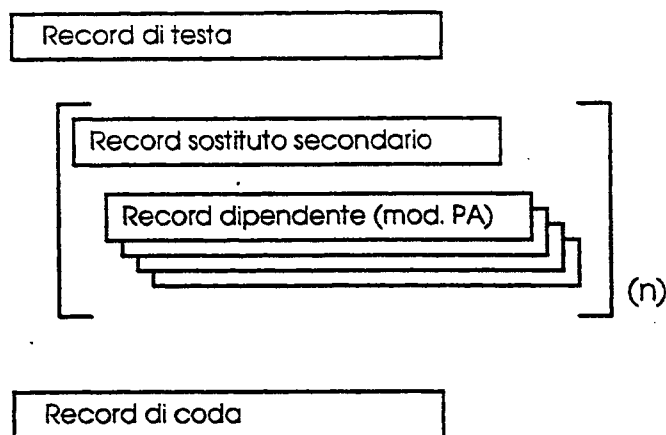 Record di testa
Record sostituto secondario
Record dipendente (mod. PA)
(n)
Record di coda